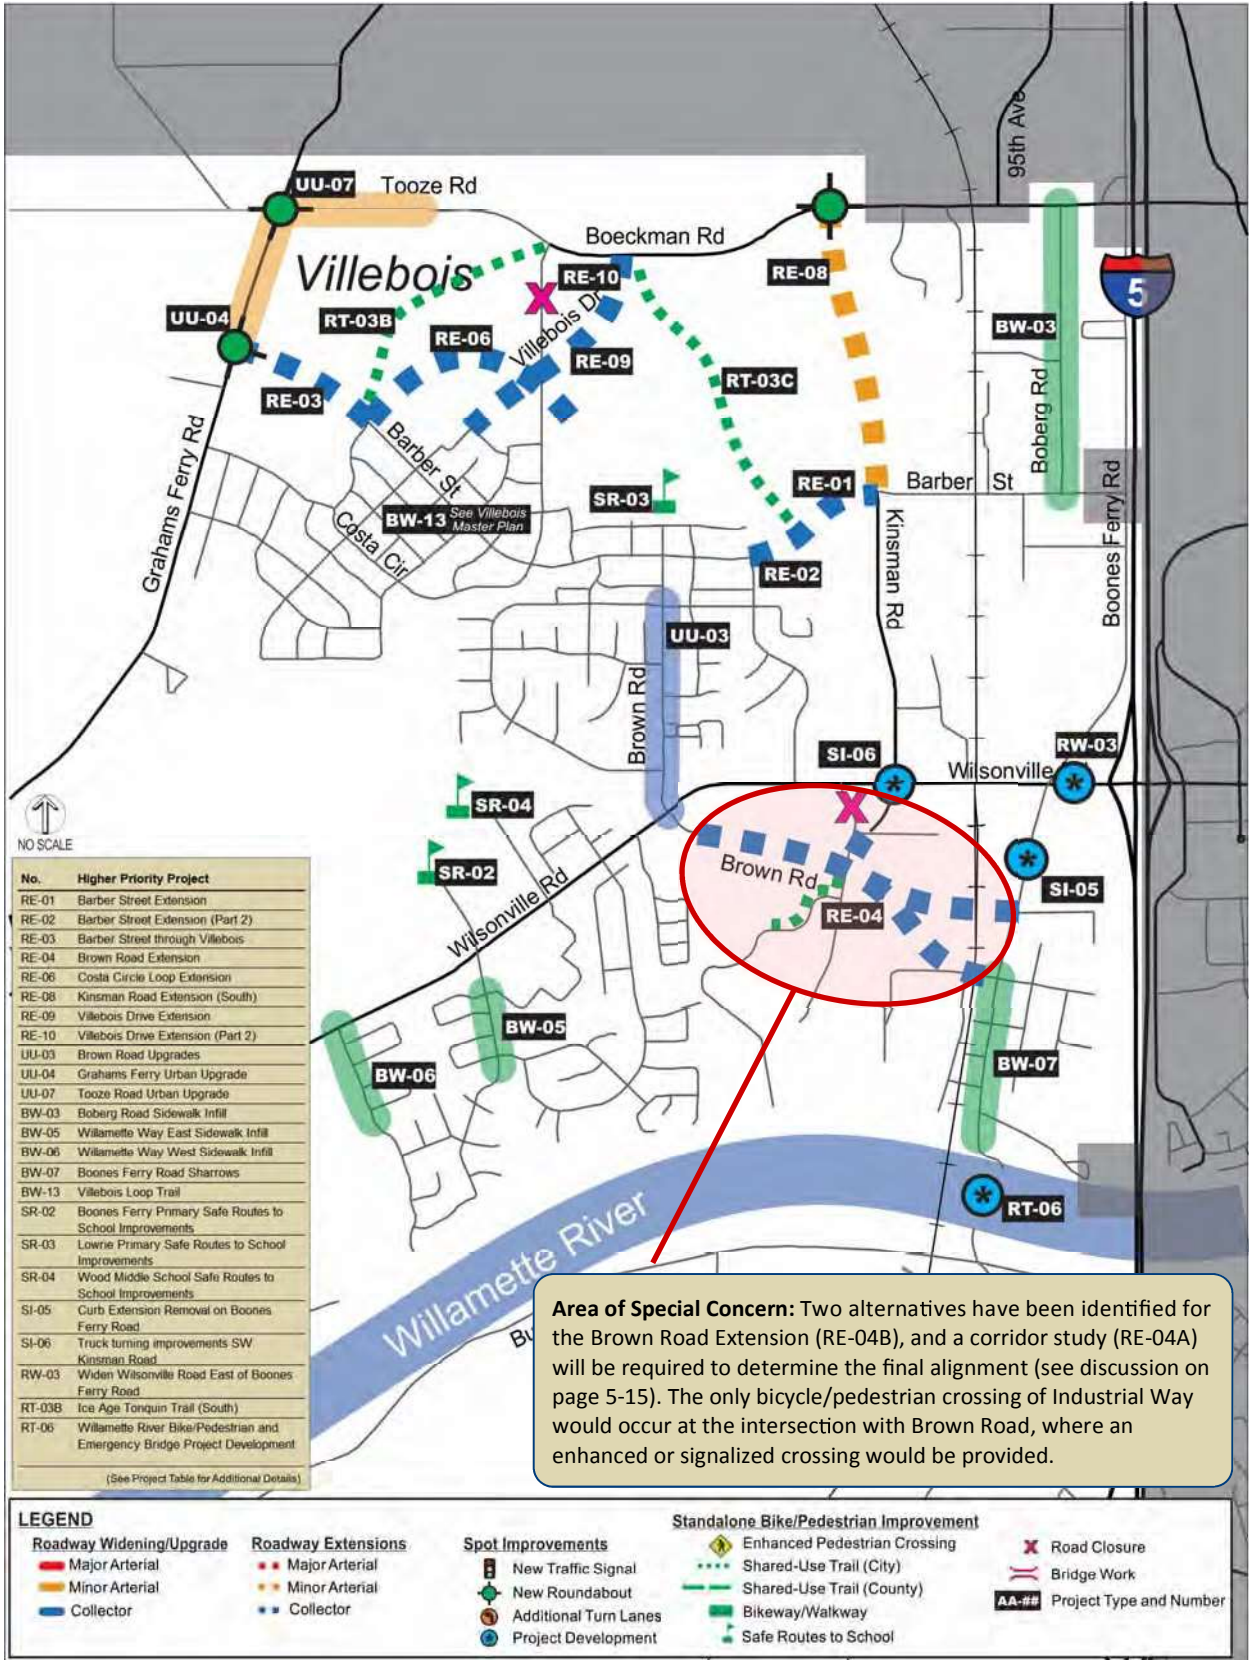 95th Ave
UU-07
Tooze Rd
Boeckman Rd
Villebois
RE-10
RE-08
5
UU-04
RT-03B
RE-06
Villebois Dr
BW-03
RE-09
RE-03
RT-03C
Boberg Rd
Grahams Ferry Rd
Barber St
RE-01
Barber St
SR-03
BW-13 See Villebois
Master Plan
Costa Cir
Kinsman Rd
Boones Ferry Rd
RE-02
UU-03
Brown Rd
SI-06
RW-03
Wilsonville
SR-04
NO SCALE
SR-02
Brown Rd
SI-05
Wilsonville Rd
RE-04
BW-05
BW-06
BW-07
RT-06
Willamette River
No. Higher Priority Project
RE-01 Barber Street Extension
RE-02 Barber Street Extension (Part 2)
RE-03 Barber Street through Villebois
RE-04 Brown Road Extension
RE-06 Costa Circle Loop Extension
RE-08 Kinsman Road Extension (South)
RE-09 Villebois Drive Extension
RE-10 Villebois Drive Extension (Part 2)
UU-03 Brown Road Upgrades
UU-04 Grahams Ferry Urban Upgrade
UU-07 Tooze Road Urban Upgrade
BW-03 Boberg Road Sidewalk Infill
BW-05 Willamette Way East Sidewalk Infill
BW-06 Willamette Way West Sidewalk Infill
BW-07 Boones Ferry Road Sharrows
BW-13 Villebois Loop Trail
SR-02 Boones Ferry Primary Safe Routes to
School Improvements
SR-03 Lowrie Primary Safe Routes to School
Improvements
SR-04 Wood Middle School Safe Routes to
School Improvements
SI-05 Curb Extension Removal on Boones
Ferry Road
SI-06 Truck turning improvements SW
Kinsman Road
RW-03 Widen Wilsonville Road East of Boones
Ferry Road
RT-03B Ice Age Tonquin Trail (South)
RT-06 Willamette River Bike/Pedestrian and
Emergency Bridge Project Development
(See Project Table for Additional Details)
Area of Special Concern: Two alternatives have been identified for
the Brown Road Extension (RE-04B), and a corridor study (RE-04A)
will be required to determine the final alignment (see discussion on
page 5-15). The only bicycle/pedestrian crossing of Industrial Way
would occur at the intersection with Brown Road, where an
enhanced or signalized crossing would be provided.
LEGEND
Roadway Widening/Upgrade
Major Arterial
Minor Arterial
Collector
Roadway Extensions
Major Arterial
Minor Arterial
Collector
Spot Improvements
New Traffic Signal
New Roundabout
Additional Turn Lanes
Project Development
Standalone Bike/Pedestrian Improvement
Enhanced Pedestrian Crossing
Shared-Use Trail (City)
Shared-Use Trail (County)
Bikeway/Walkway
Safe Routes to School
Road Closure
Bridge Work
AA-## Project Type and Number